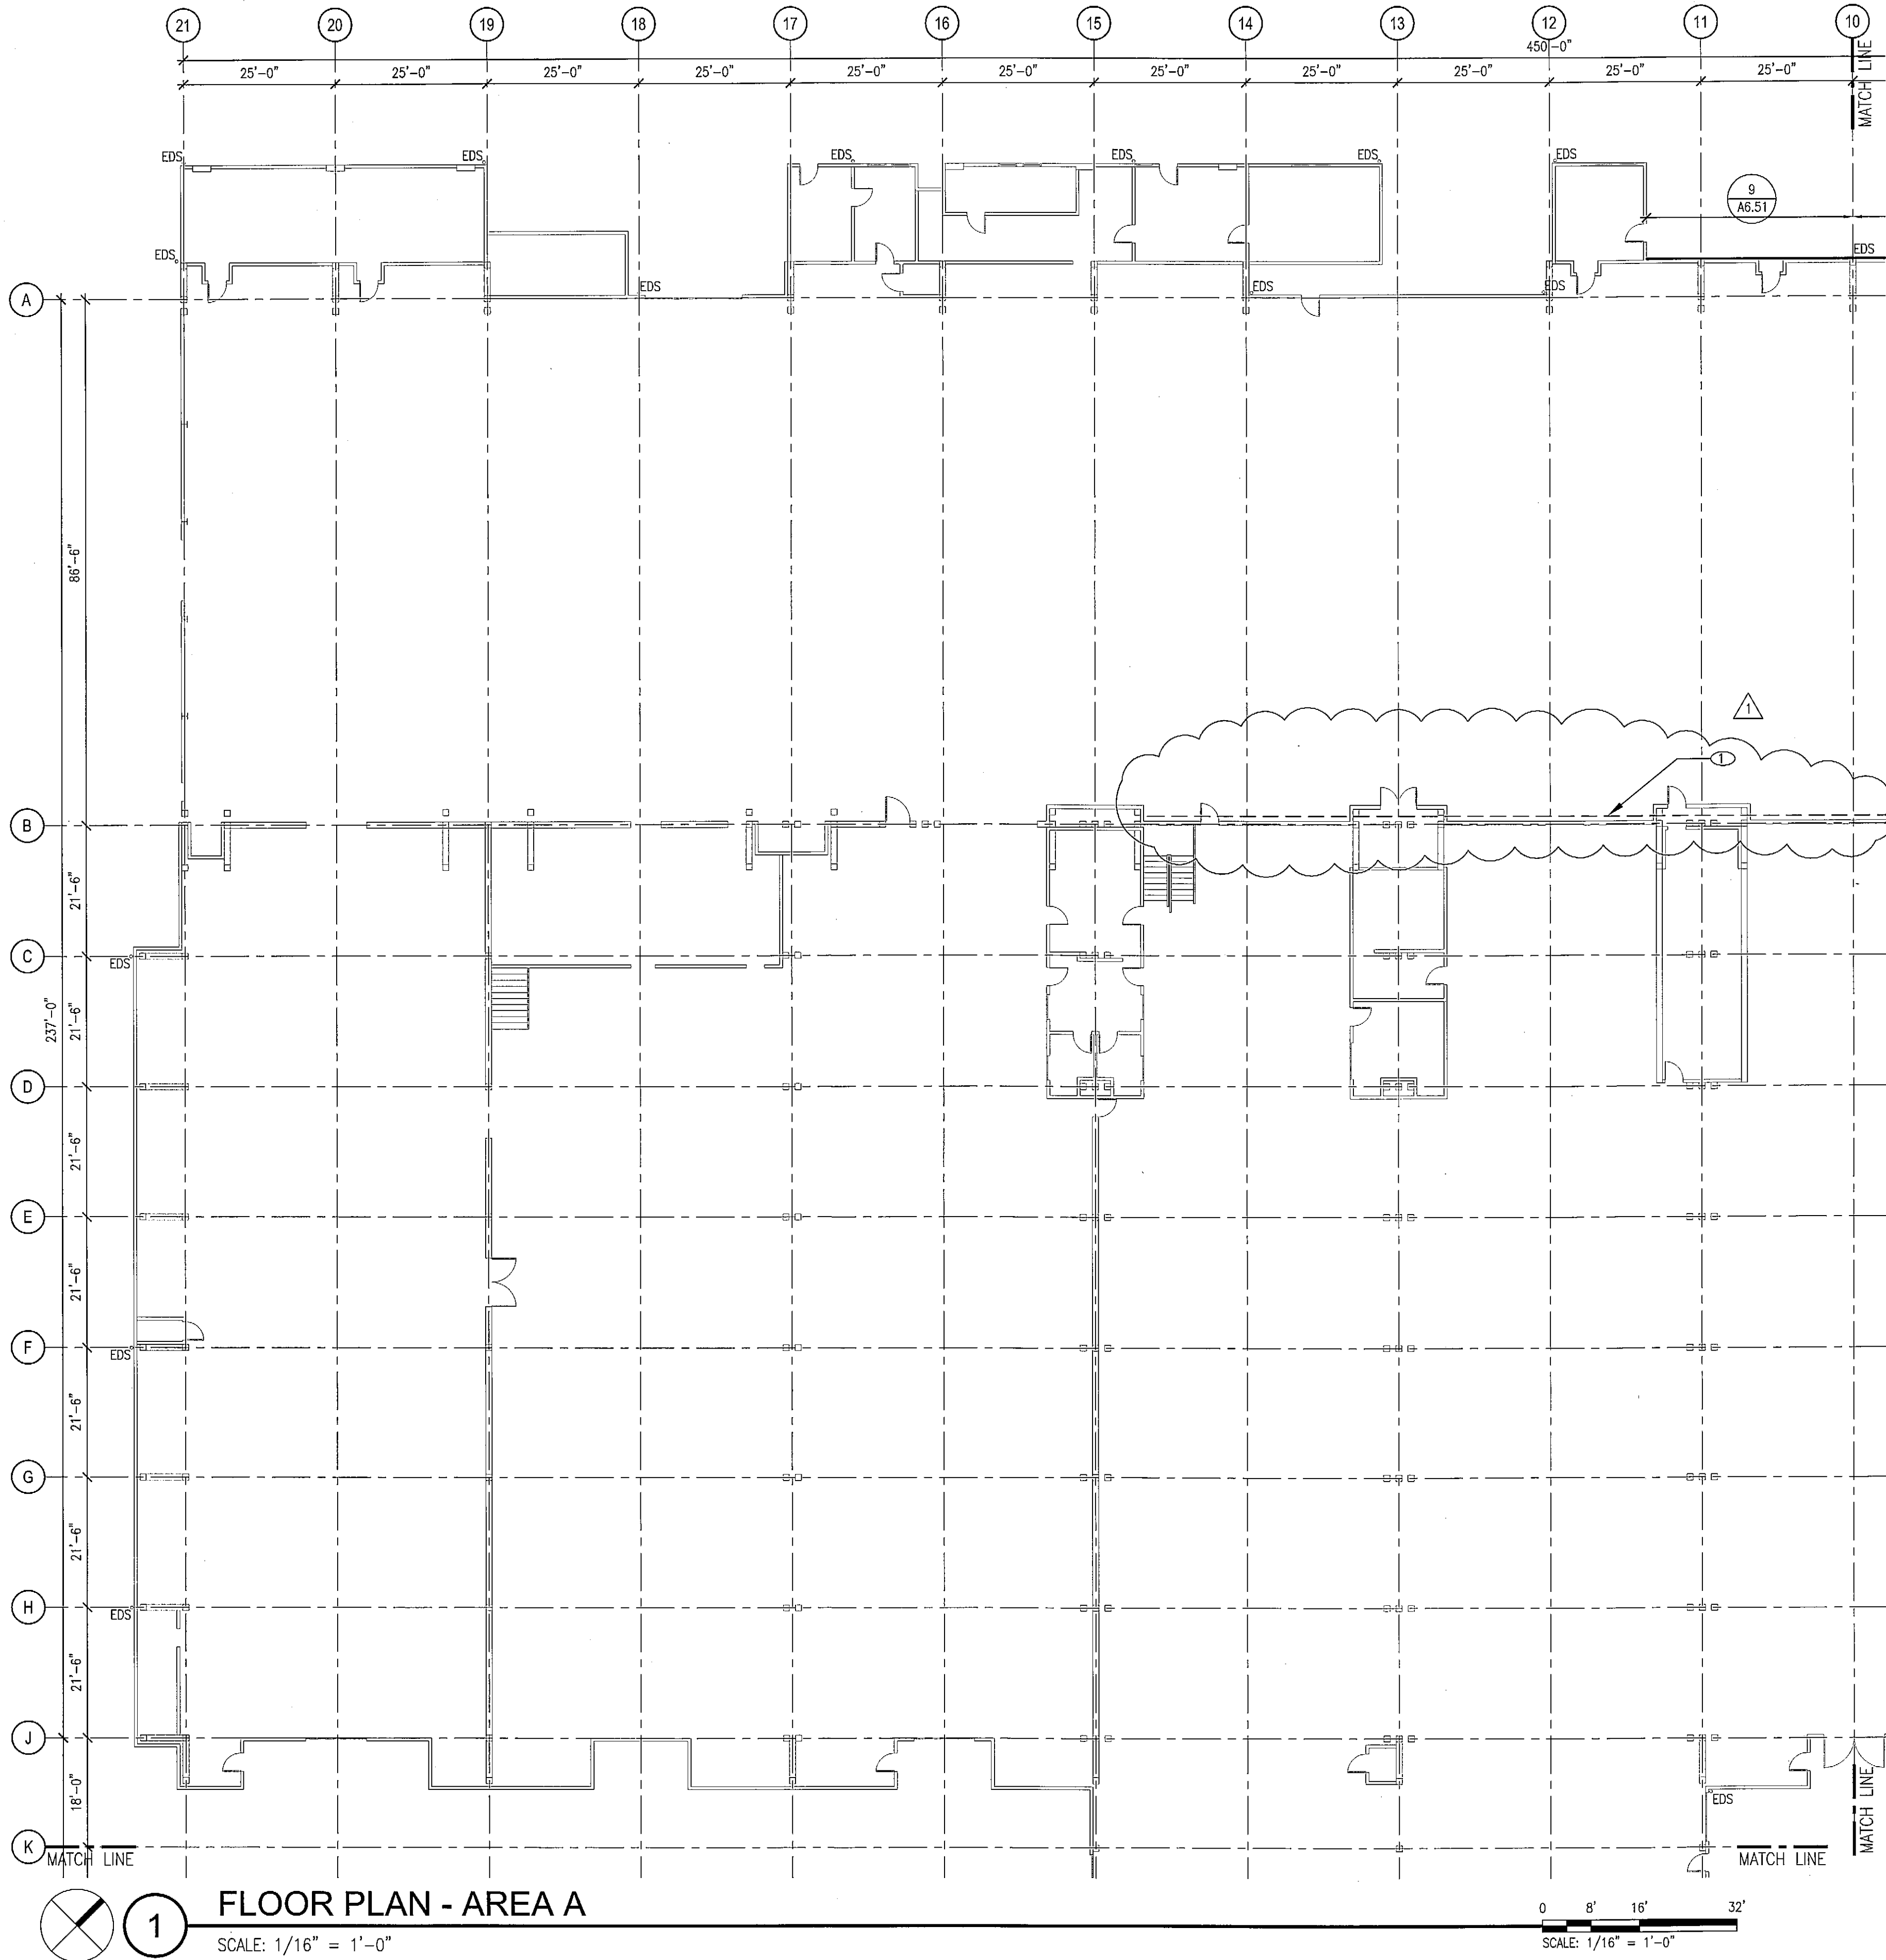 21 20 19 18 17 16 15 14 13 12 11 10
450'-0"
25'-0" 25'-0" 25'-0" 25'-0" 25'-0" 25'-0" 25'-0" 25'-0" 25'-0" 25'-0" 25'-0"
MATCH LINE
EDS EDS EDS EDS EDS EDS
9
A6.51
EDS EDS
EDS EDS EDS
A
86'-6"
1
1
B
21'-6"
C
EDS
237'-0"
21'-6"
D
21'-6"
E
21'-6"
F
EDS
21'-6"
G
21'-6"
H
EDS
21'-6"
J
18'-0"
EDS
MATCH LINE
K
MATCH LINE
MATCH LINE
1
FLOOR PLAN - AREA A
SCALE: 1/16" = 1'-0"
0 8' 16' 32'
SCALE: 1/16" = 1'-0"